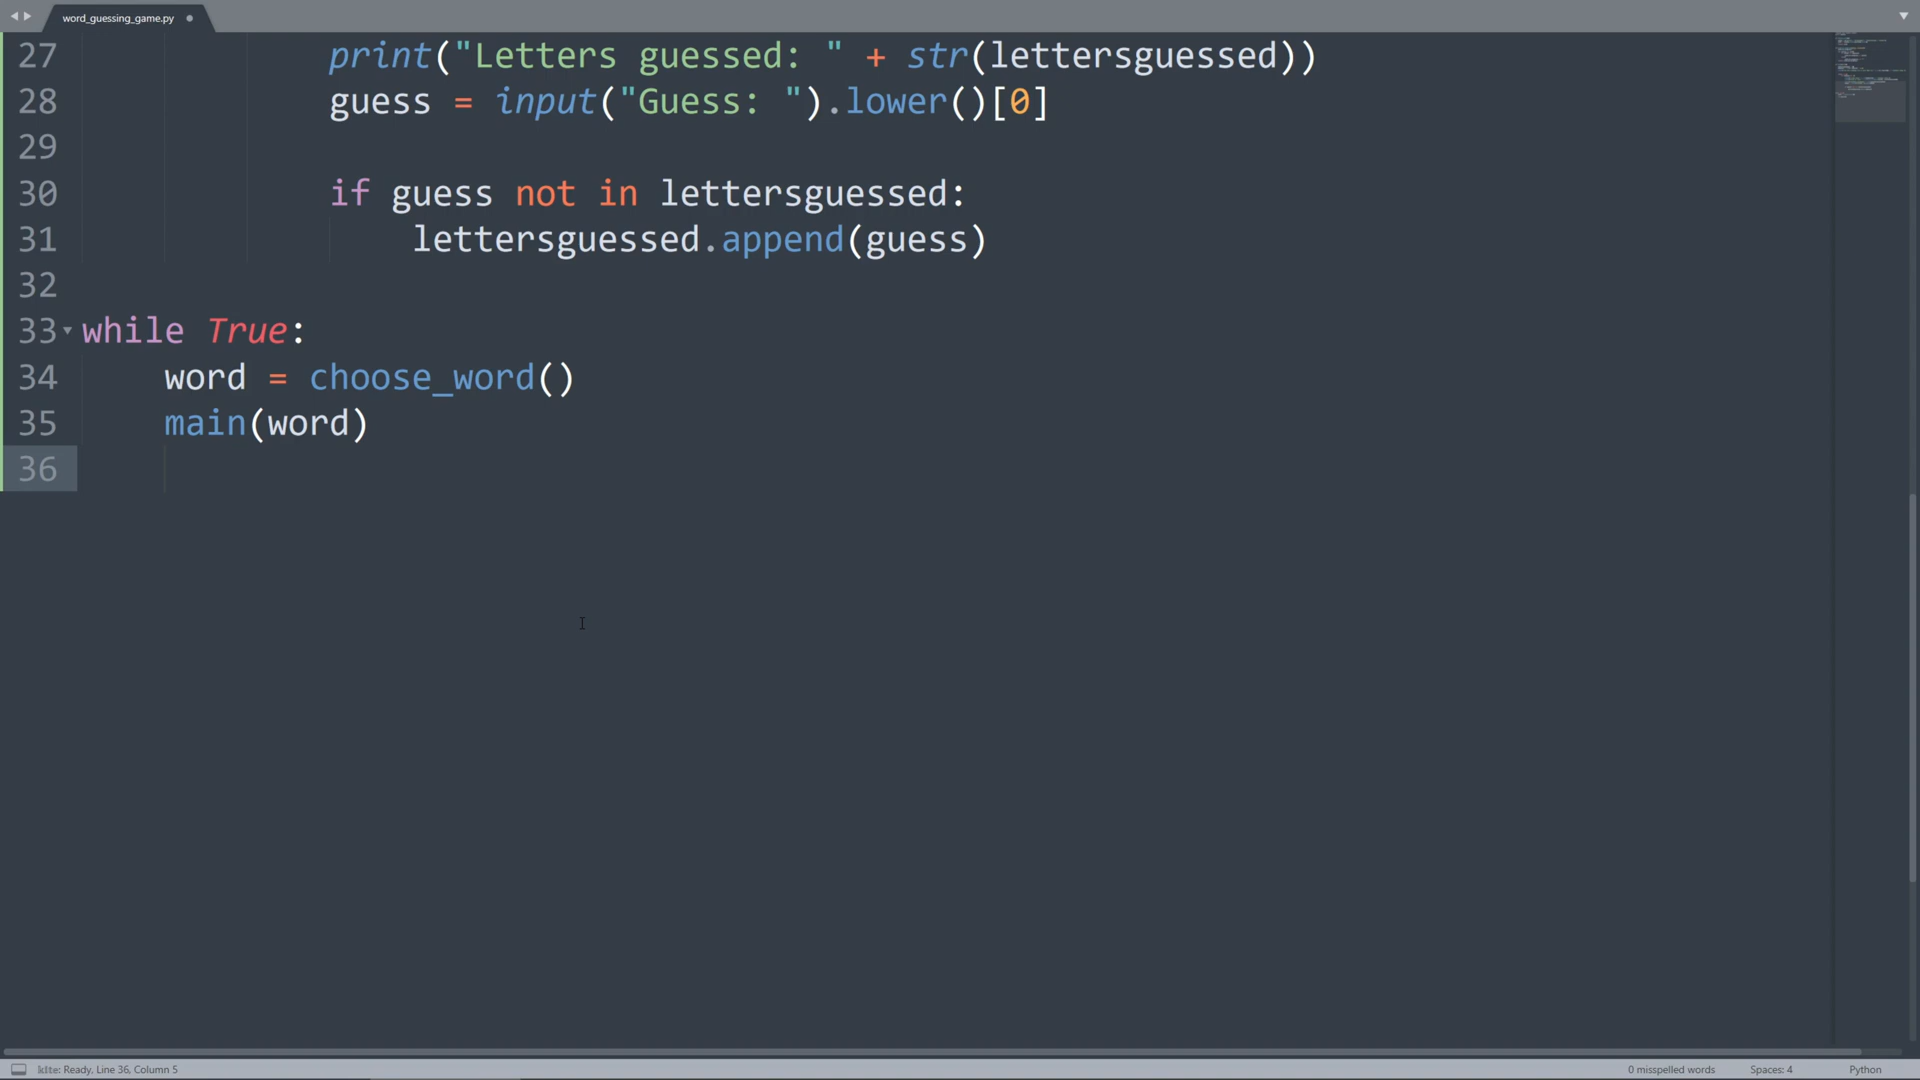 word_guessing_game.py
27 print("Letters guessed: " + str(lettersguessed))
28 guess = input("Guess: ").lower()[0]
29
30 if guess not in lettersguessed:
31 lettersguessed.append(guess)
32
33 while True:
34 word = choose_word()
35 main(word)
36
kite: Ready, Line 36, Column 5 0 misspelled words Spaces: 4 Python